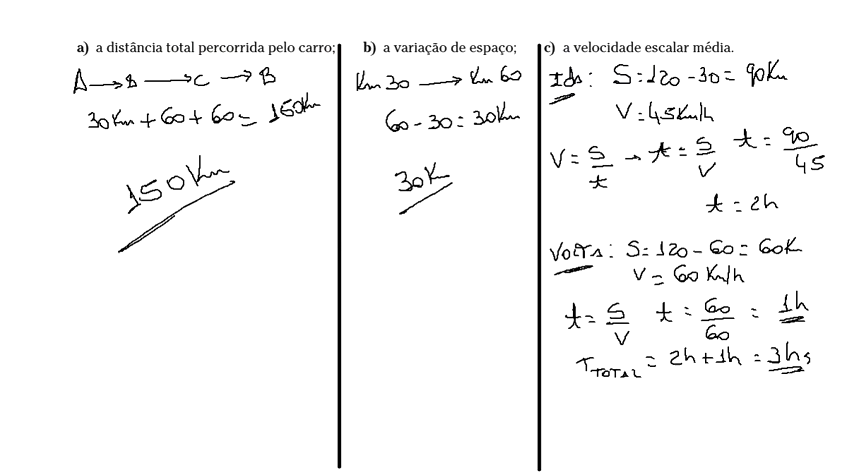 a) a distância total percorrida pelo carro;
A → B → C → B
30Km + 60 + 60 = 150Km
150Km
b) a variação de espaço;
Km 30 → Km 60
60 - 30 = 30Km
30K
c) a velocidade escalar média.
Ida: S = 120 - 30 = 90Km
V = 45Km/h
V = S/t → t = S/V t = 90/45
t = 2h
VOLTA: S = 120 - 60 = 60K
V = 60 Km/h
t = S/V t = 60/60 = 1h
T TOTAL = 2h + 1h = 3hs